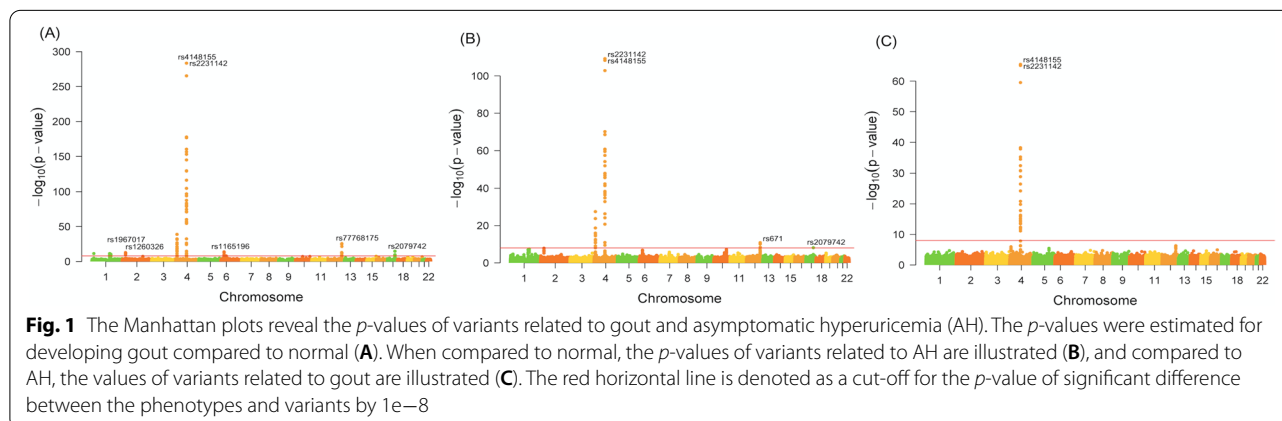 (A)
rs4148155
rs2231142
300
250
200
150
100
50
0
−log10(p−value)
rs1967017
rs1260326
rs1165196
rs77768175
rs2079742
1 2 3 4 5 6 7 8 9 11 13 15 18 22
Chromosome
(B)
rs2231142
rs4148155
100
80
60
40
20
0
−log10(p−value)
rs671
rs2079742
1 2 3 4 5 6 7 8 9 11 13 15 18 22
Chromosome
(C)
rs4148155
rs2231142
60
50
40
30
20
10
0
−log10(p−value)
1 2 3 4 5 6 7 8 9 11 13 15 18 22
Chromosome
Fig. 1 The Manhattan plots reveal the p-values of variants related to gout and asymptomatic hyperuricemia (AH). The p-values were estimated for
developing gout compared to normal (A). When compared to normal, the p-values of variants related to AH are illustrated (B), and compared to
AH, the values of variants related to gout are illustrated (C). The red horizontal line is denoted as a cut-off for the p-value of significant difference
between the phenotypes and variants by 1e−8